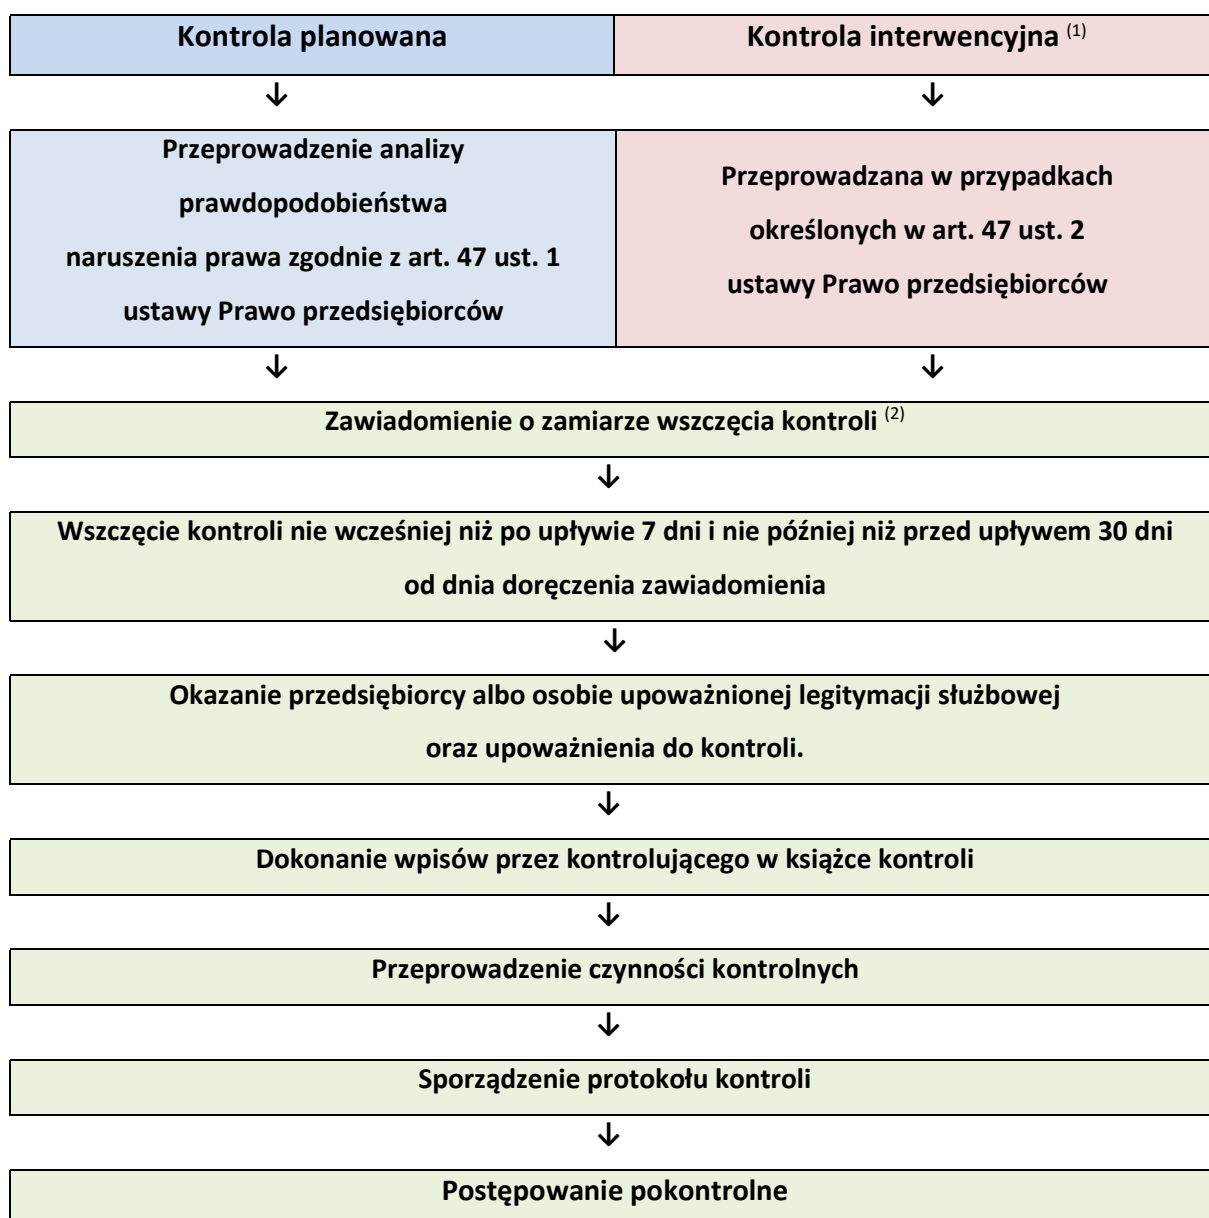 Kontrola planowana
Kontrola interwencyjna (1)
↓
↓
Przeprowadzenie analizy
prawdopodobieństwa
naruszenia prawa zgodnie z art. 47 ust. 1
ustawy Prawo przedsiębiorców
Przeprowadzana w przypadkach
określonych w art. 47 ust. 2
ustawy Prawo przedsiębiorców
↓
↓
Zawiadomienie o zamiarze wszczęcia kontroli (2)
↓
Wszczęcie kontroli nie wcześniej niż po upływie 7 dni i nie później niż przed upływem 30 dni
od dnia doręczenia zawiadomienia
↓
Okazanie przedsiębiorcy albo osobie upoważnionej legitymacji służbowej
oraz upoważnienia do kontroli.
↓
Dokonanie wpisów przez kontrolującego w książce kontroli
↓
Przeprowadzenie czynności kontrolnych
↓
Sporządzenie protokołu kontroli
↓
Postępowanie pokontrolne